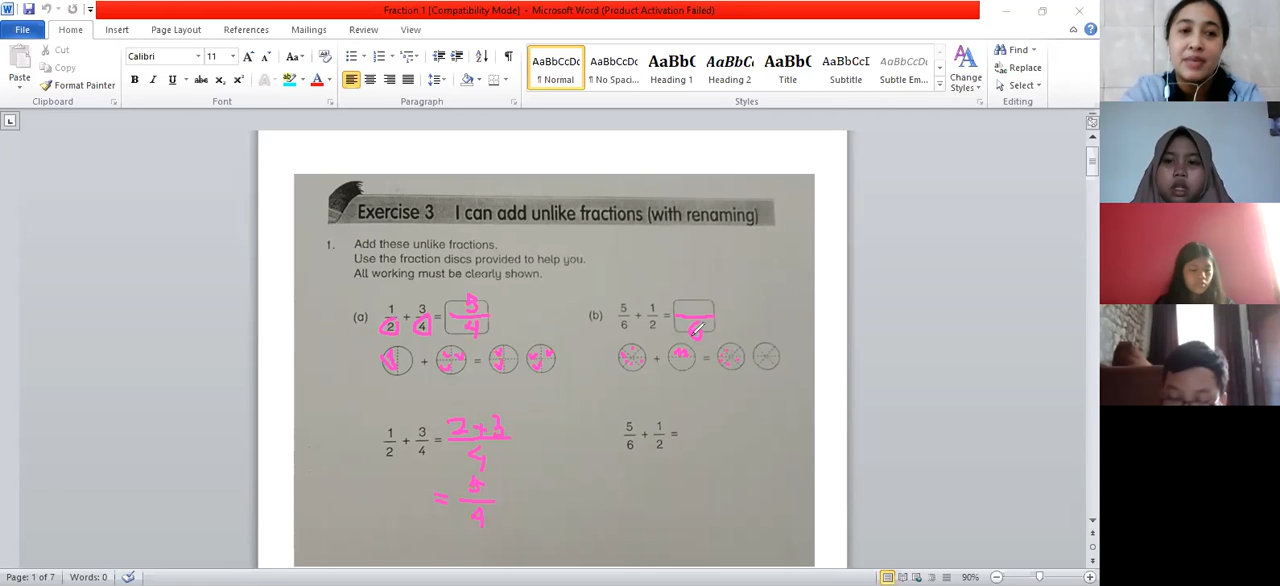 Fraction 1 [Compatibility Mode] - Microsoft Word (Product Activation Failed)
File Home Insert Page Layout References Mailings Review View
Cut
Copy
Format Painter
Paste
Clipboard
Calibri 11
Font
Paragraph
AaBbCcDc AaBbCcDc AaBbC AaBbCc AaBbC AaBbCcI AaBbCcDc
¶ Normal ¶ No Spaci... Heading 1 Heading 2 Title Subtitle Subtle Em...
Change Styles
Styles
Find
Replace
Select
Editing
Exercise 3 I can add unlike fractions (with renaming)
1. Add these unlike fractions.
Use the fraction discs provided to help you.
All working must be clearly shown.
(a) 1/2 + 3/4 = 5/4
(b) 5/6 + 1/2 = /6
+ =
+ =
1/2 + 3/4 = 2+3/4
= 5/4
5/6 + 1/2 =
Page: 1 of 7 Words: 0 90%